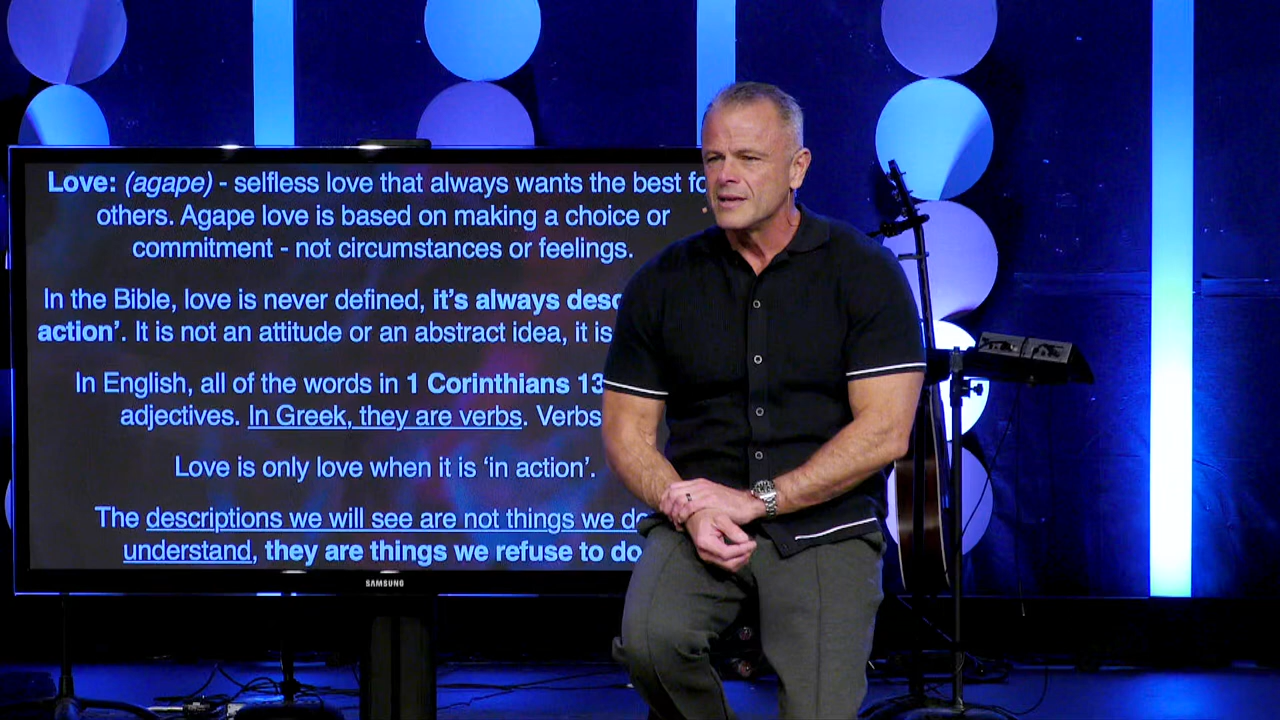 Love: (agape) - selfless love that always wants the best
others. Agape love is based on making a choice or
commitment - not circumstances or feelings.
In the Bible, love is never defined, it's always
action'. It is not an attitude or an abstract idea, it is
In English, all of the words in 1 Corinthians 13
adjectives. In Greek, they are verbs. Verbs
Love is only love when it is 'in action'.
The descriptions we will see are not things we
understand, they are things we refuse to do
SAMSUNG